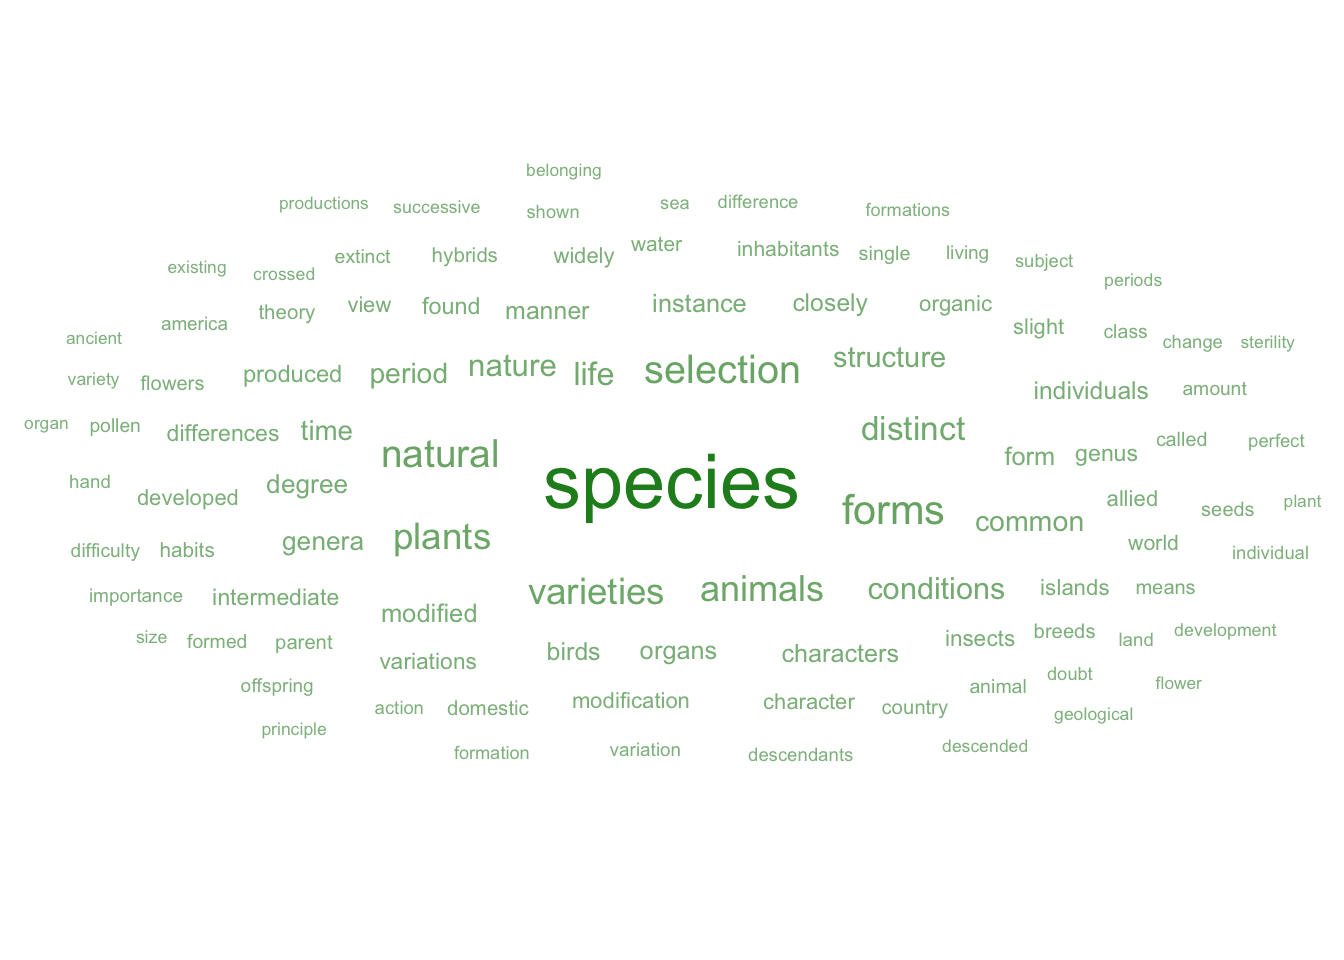 belonging
productions successive shown sea difference formations
existing crossed extinct hybrids widely water inhabitants single living subject periods
ancient america theory view found manner instance closely organic slight class change sterility
variety flowers produced period nature life selection structure individuals amount
organ pollen differences time natural species distinct form genus called perfect
hand developed degree plants forms common allied seeds plant
difficulty habits genera varieties animals conditions world individual
importance intermediate modified islands means
size formed parent variations birds organs characters insects breeds land development
offspring action domestic modification character country animal doubt geological flower
principle formation variation descendants descended